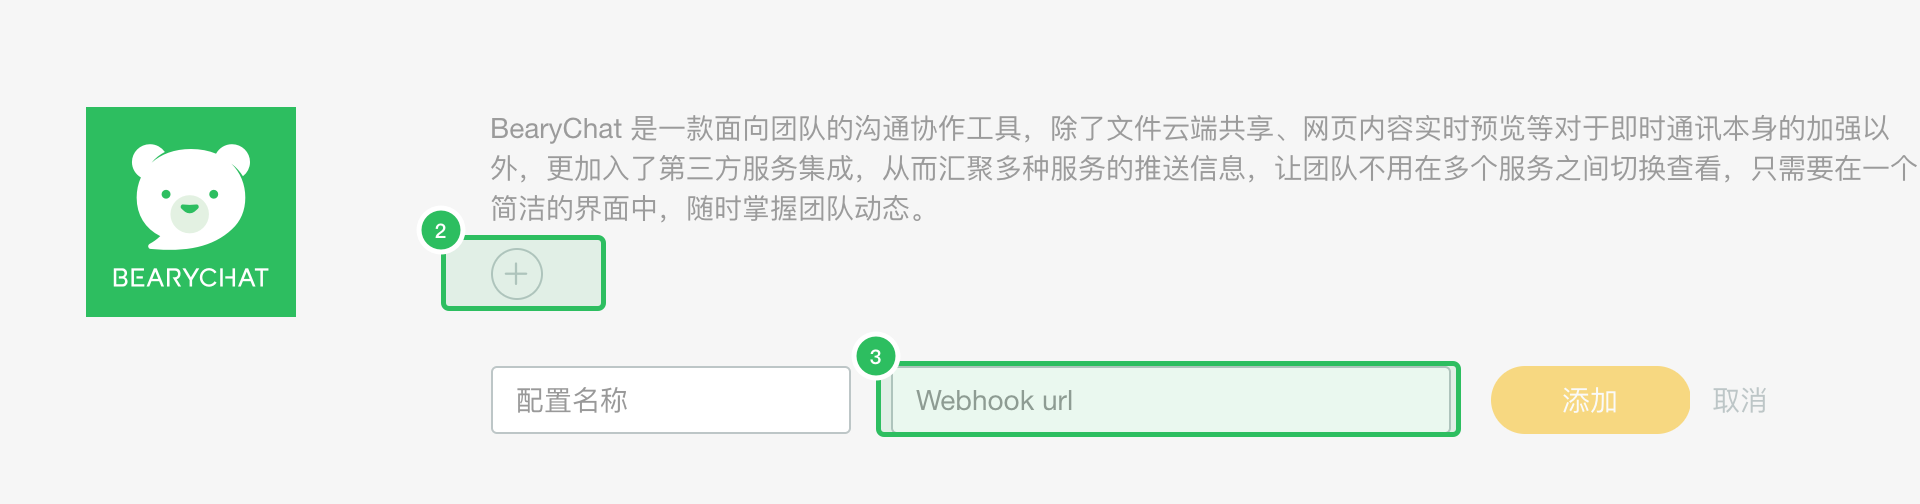 BearyChat 是一款面向团队的沟通协作工具，除了文件云端共享、网页内容实时预览等对于即时通讯本身的加强以
外，更加入了第三方服务集成，从而汇聚多种服务的推送信息，让团队不用在多个服务之间切换查看，只需要在一个
简洁的界面中，随时掌握团队动态。
BEARYCHAT
2
3
配置名称
Webhook url
添加
取消